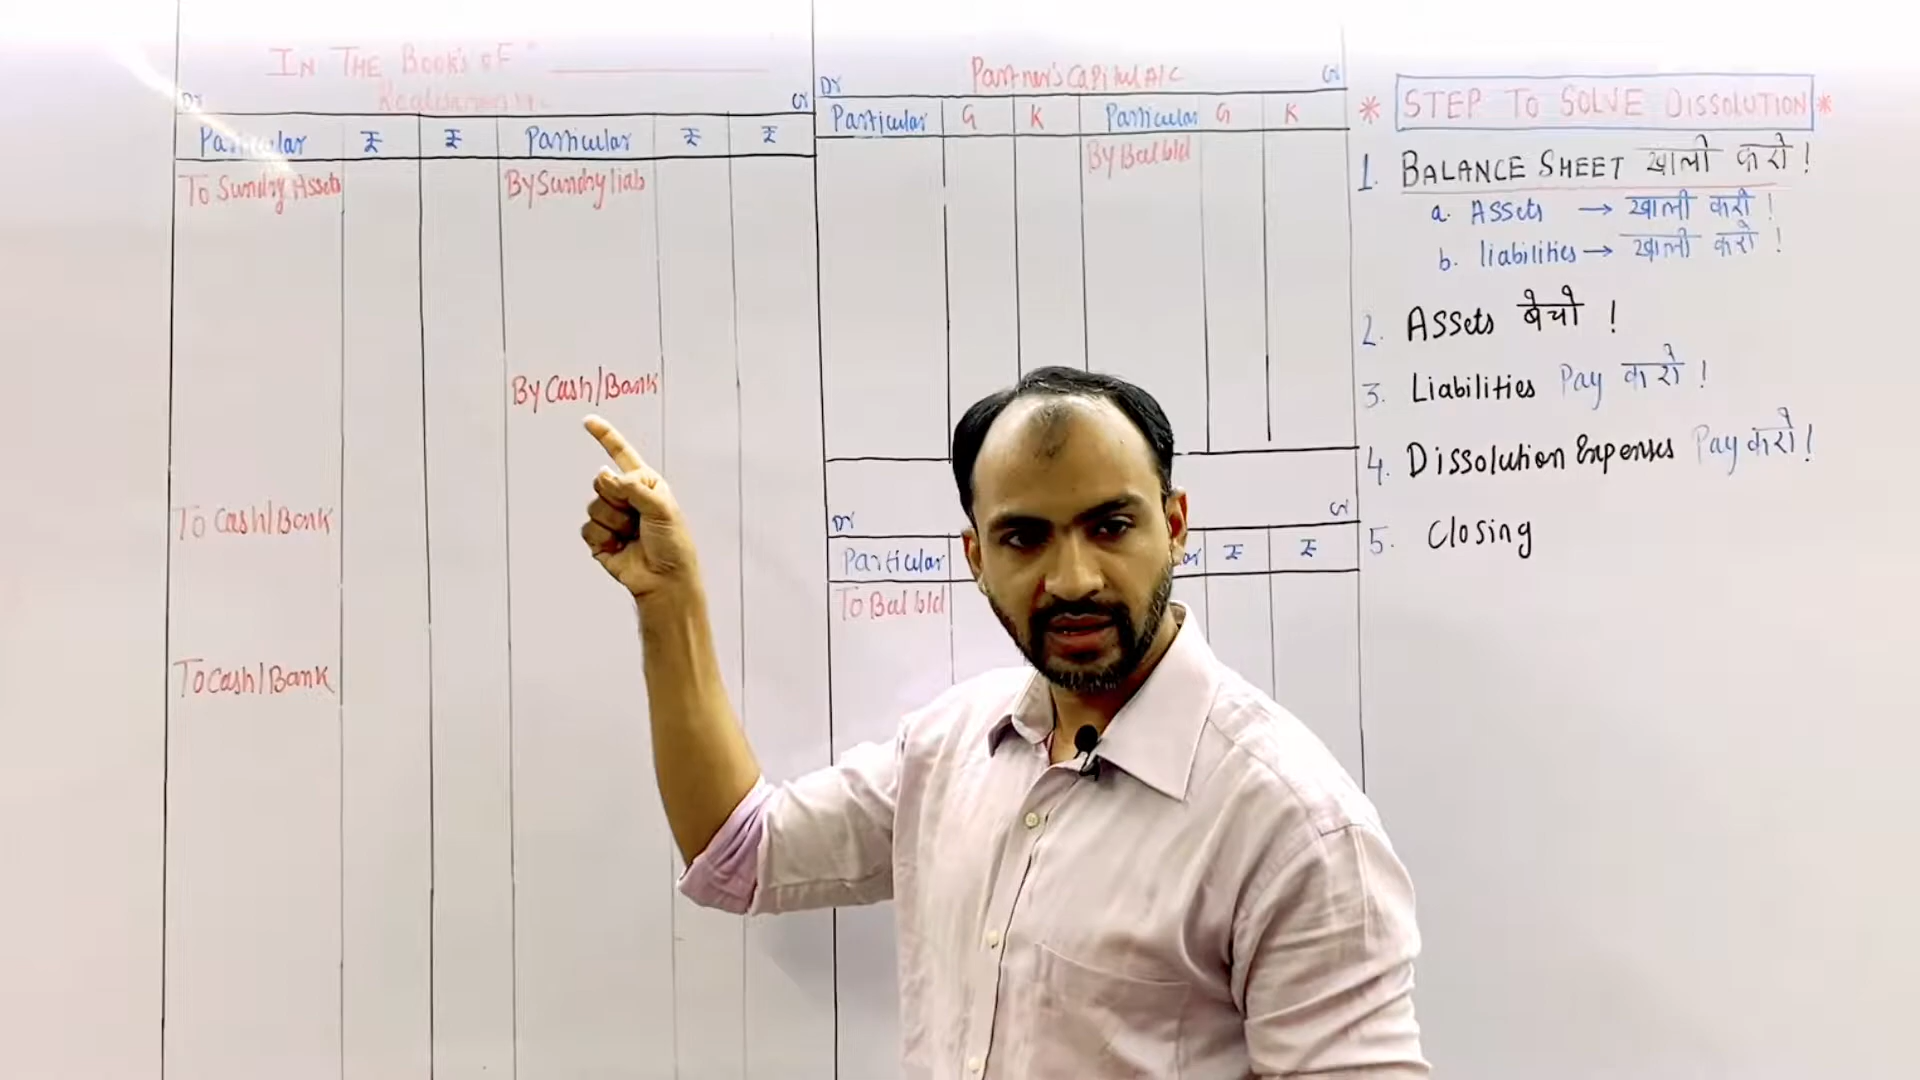 IN THE BOOK'S OF
Dr Cr
Particular ₹ ₹ Particular ₹ ₹
To Sundry Assets By Sundry liab
By Cash/Bank
To Cash/Bank
To Cash/Bank
Partner's Capital A/C
Dr Cr
Particular G K Particular G K
By Bal b/d
Dr Cr
Particular ₹ ₹
To Bal b/d
* STEP TO SOLVE DISSOLUTION *
1. BALANCE SHEET खाली करो !
a. Assets → खाली करो !
b. liabilities → खाली करो !
2. Assets बेचो !
3. Liabilities Pay करो !
4. Dissolution Expenses Pay करो !
5. Closing